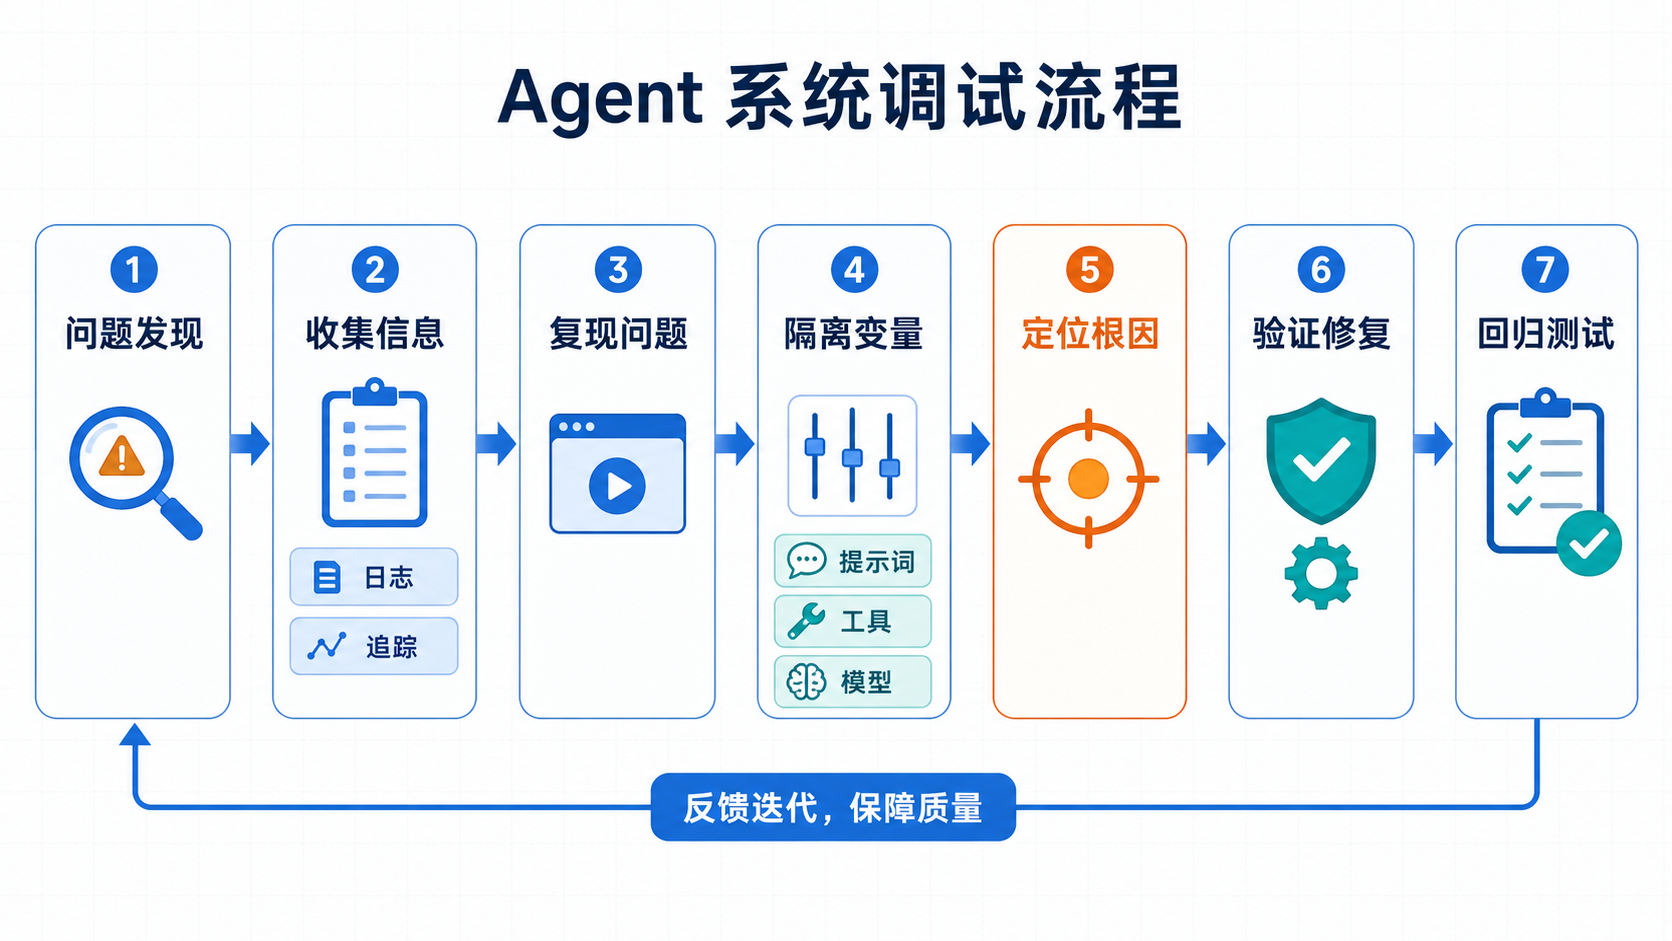 Agent 系统调试流程
1
问题发现
2
收集信息
日志
追踪
3
复现问题
4
隔离变量
提示词
工具
模型
5
定位根因
6
验证修复
7
回归测试
反馈迭代，保障质量